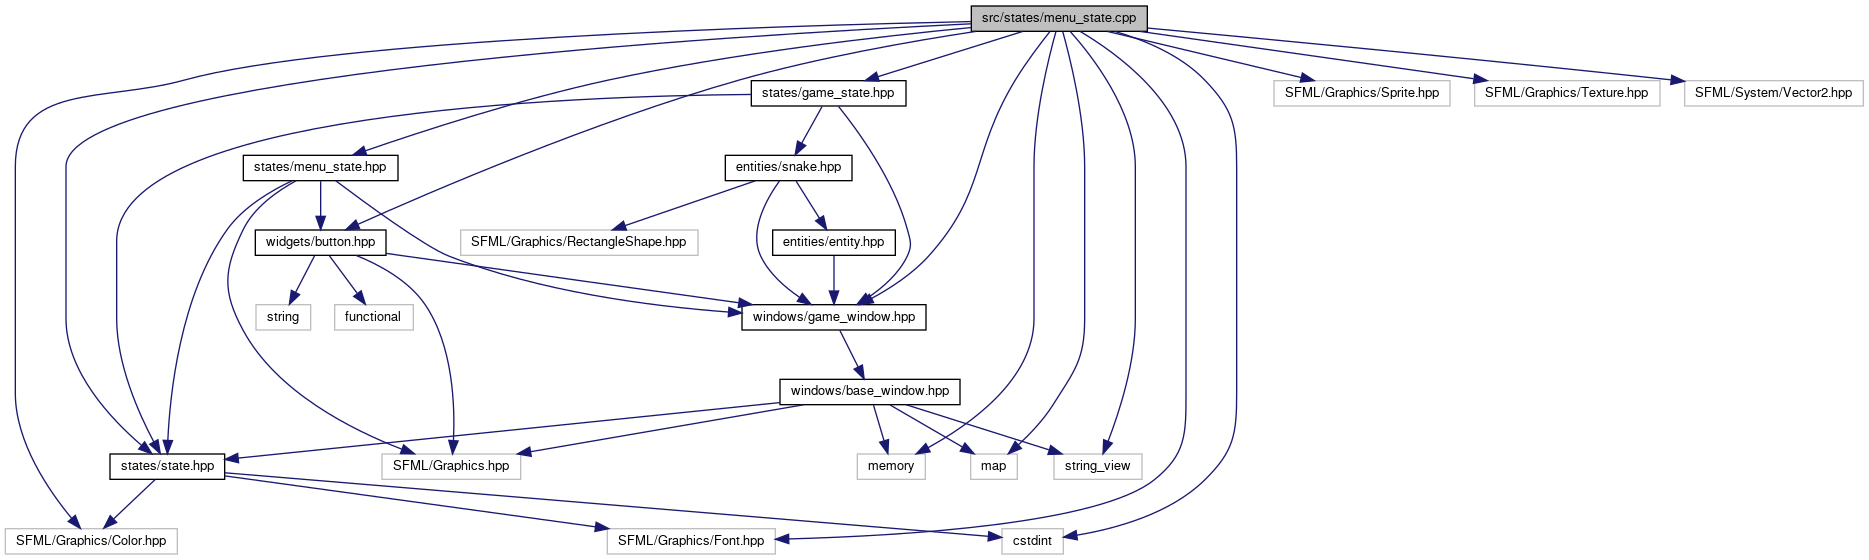 src/states/menu_state.cpp
states/game_state.hpp
SFML/Graphics/Sprite.hpp
SFML/Graphics/Texture.hpp
SFML/System/Vector2.hpp
states/menu_state.hpp
entities/snake.hpp
widgets/button.hpp
SFML/Graphics/RectangleShape.hpp
entities/entity.hpp
string
functional
windows/game_window.hpp
windows/base_window.hpp
states/state.hpp
SFML/Graphics.hpp
memory
map
string_view
SFML/Graphics/Color.hpp
SFML/Graphics/Font.hpp
cstdint